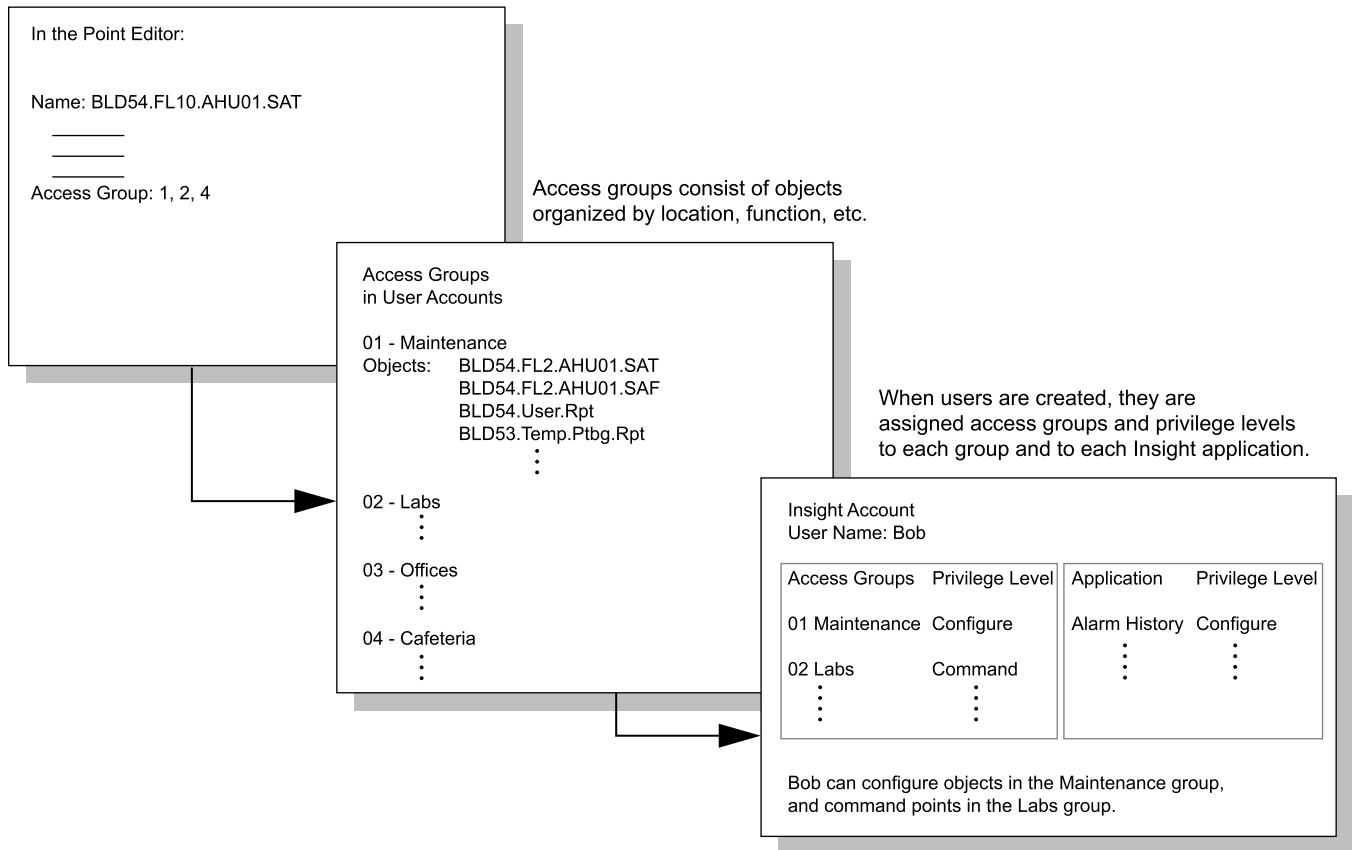 In the Point Editor:
Name: BLD54.FL10.AHU01.SAT
Access Group: 1, 2, 4
Access groups consist of objects
organized by location, function, etc.
Access Groups
in User Accounts
01 - Maintenance
Objects: BLD54.FL2.AHU01.SAT
BLD54.FL2.AHU01.SAF
BLD54.User.Rpt
BLD53.Temp.Ptbg.Rpt
02 - Labs
03 - Offices
04 - Cafeteria
When users are created, they are
assigned access groups and privilege levels
to each group and to each Insight application.
Insight Account
User Name: Bob
Access Groups Privilege Level Application Privilege Level
01 Maintenance Configure Alarm History Configure
02 Labs Command
Bob can configure objects in the Maintenance group,
and command points in the Labs group.